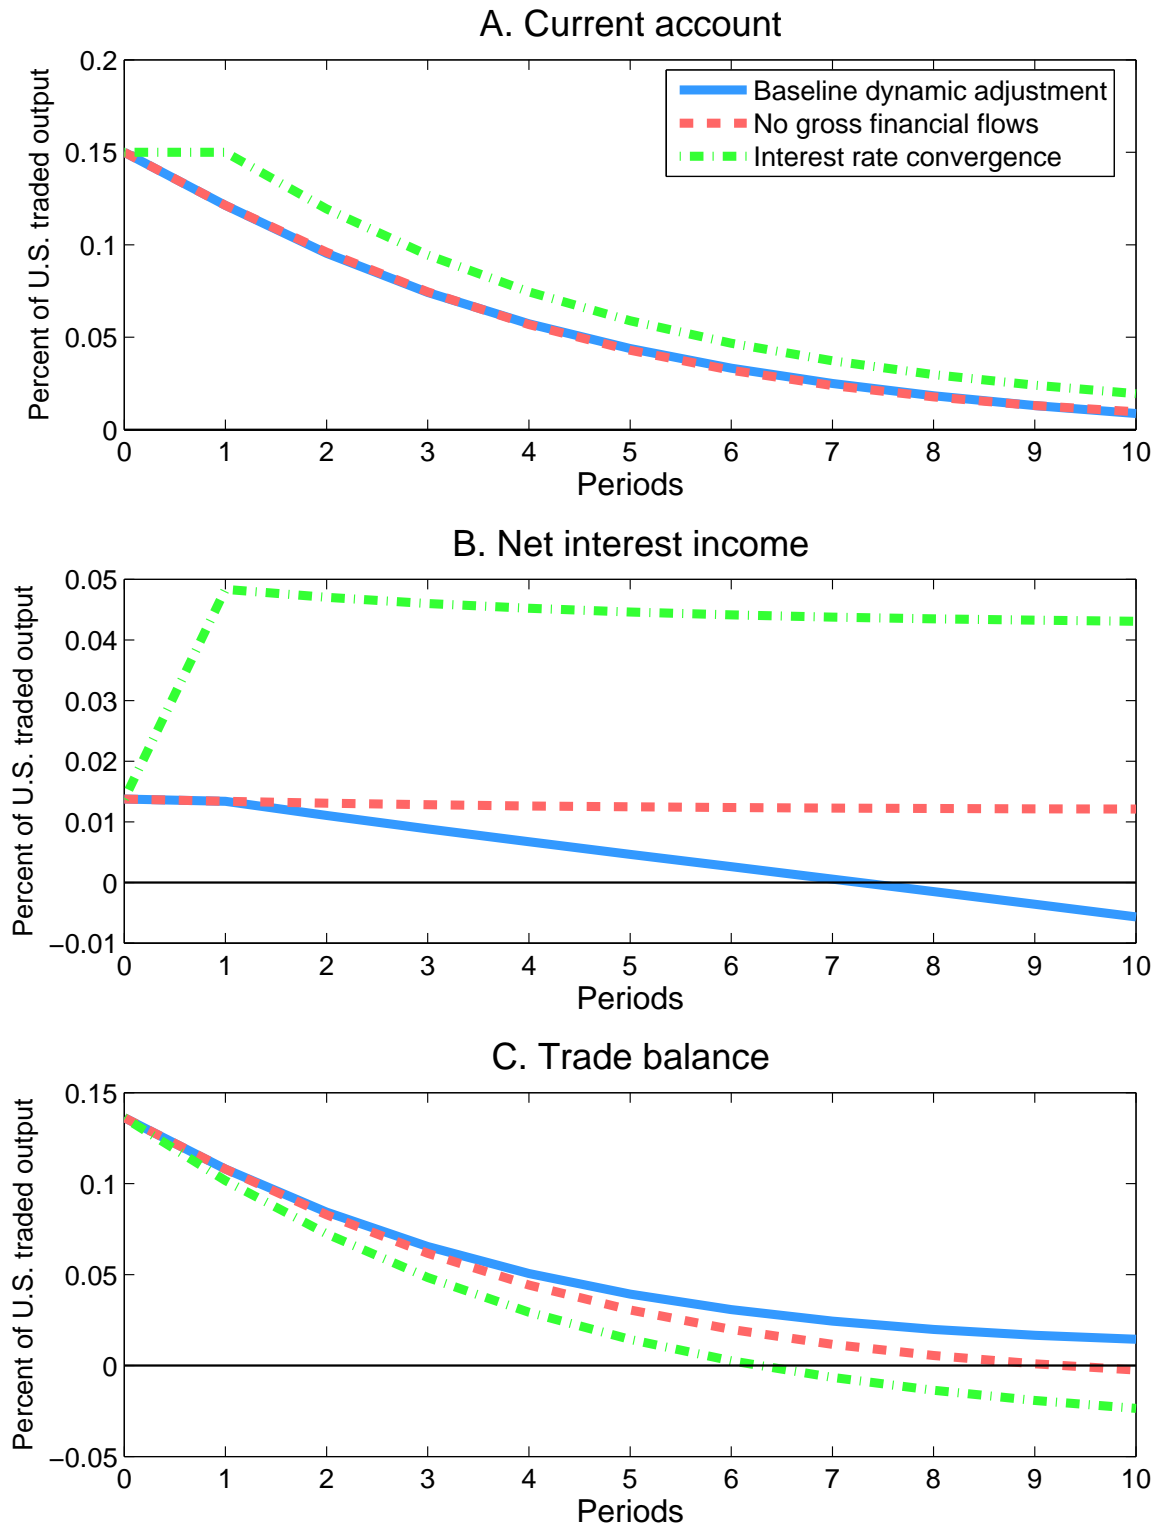 A. Current account
Percent of U.S. traded output
0.2
0.15
0.1
0.05
0
Baseline dynamic adjustment
No gross financial flows
Interest rate convergence
0 1 2 3 4 5 6 7 8 9 10
Periods
B. Net interest income
Percent of U.S. traded output
0.05
0.04
0.03
0.02
0.01
0
−0.01
0 1 2 3 4 5 6 7 8 9 10
Periods
C. Trade balance
Percent of U.S. traded output
0.15
0.1
0.05
0
−0.05
0 1 2 3 4 5 6 7 8 9 10
Periods